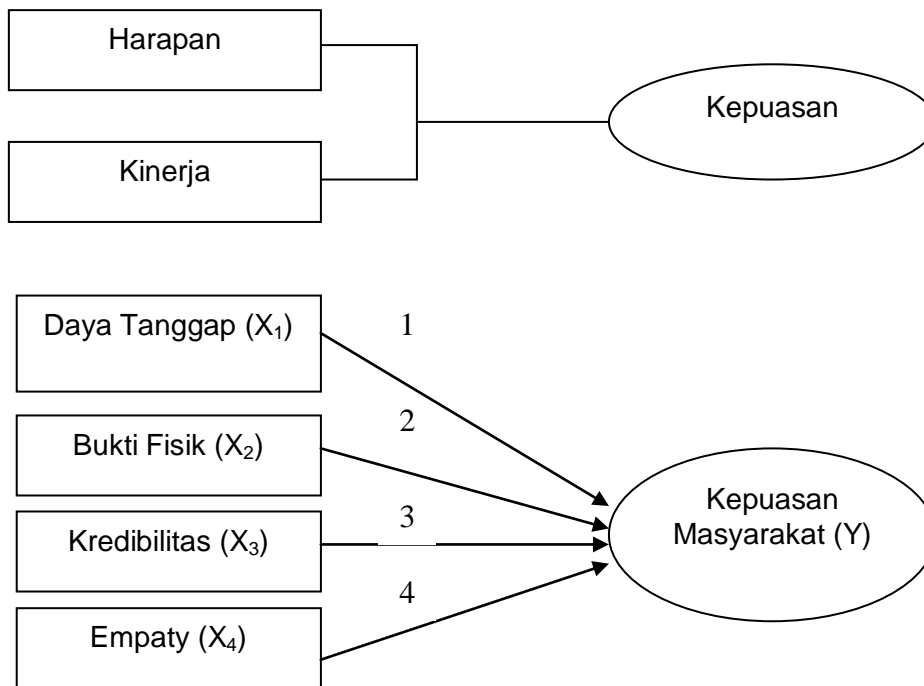 Harapan
Kepuasan
Kinerja
Daya Tanggap (X₁)
1
2
Bukti Fisik (X₂)
Kepuasan
Masyarakat (Y)
3
Kredibilitas (X₃)
4
Empaty (X₄)